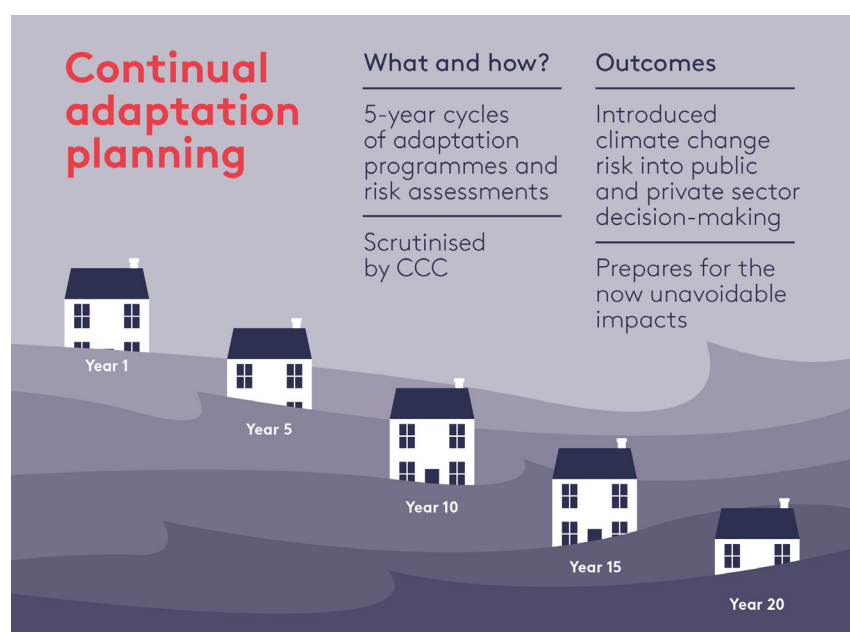 Continual
adaptation
planning
What and how?
5-year cycles
of adaptation
programmes and
risk assessments
Scrutinised
by CCC
Outcomes
Introduced
climate change
risk into public
and private sector
decision-making
Prepares for the
now unavoidable
impacts
Year 1
Year 5
Year 10
Year 15
Year 20